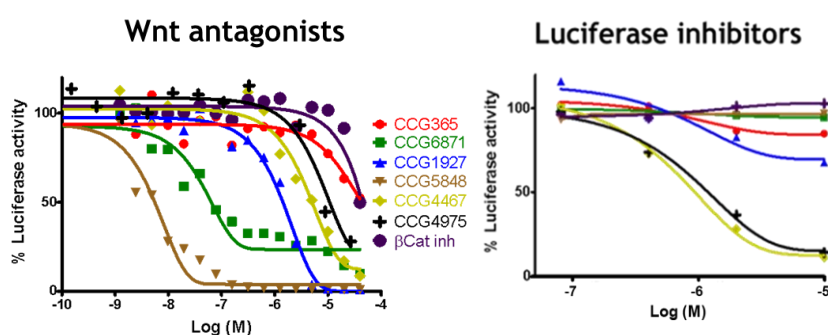 Wnt antagonists
% Luciferase activity
100
50
0
-10 -9 -8 -7 -6 -5 -4
Log (M)
CCG365
CCG6871
CCG1927
CCG5848
CCG4467
CCG4975
βCat inh
Luciferase inhibitors
% Luciferase activity
100
50
0
-7 -6 -5
Log (M)